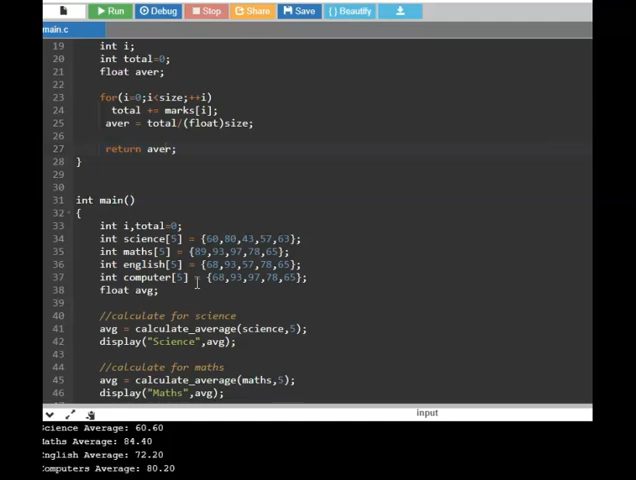 Run Debug Stop Share Save { } Beautify
main.c
19 int i;
20 int total=0;
21 float aver;
22
23 for(i=0;i<size;++i)
24 total += marks[i];
25 aver = total/(float)size;
26
27 return aver;
28 }
29
30
31 int main()
32 {
33 int i,total=0;
34 int science[5] = {60,80,43,57,63};
35 int maths[5] = {89,93,97,78,65};
36 int english[5] = {68,93,57,78,65};
37 int computer[5] = {68,93,97,78,65};
38 float avg;
39
40 //calculate for science
41 avg = calculate_average(science,5);
42 display("Science",avg);
43
44 //calculate for maths
45 avg = calculate_average(maths,5);
46 display("Maths",avg);
input
Science Average: 60.60
Maths Average: 84.40
English Average: 72.20
Computers Average: 80.20